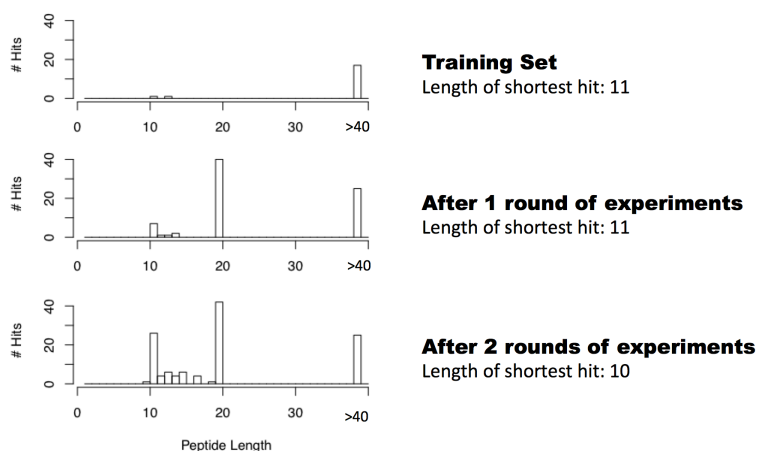 # Hits
0
20
40
0
10
20
30
>40
Training Set
Length of shortest hit: 11
# Hits
0
20
40
0
10
20
30
>40
After 1 round of experiments
Length of shortest hit: 11
# Hits
0
20
40
0
10
20
30
>40
Peptide Length
After 2 rounds of experiments
Length of shortest hit: 10